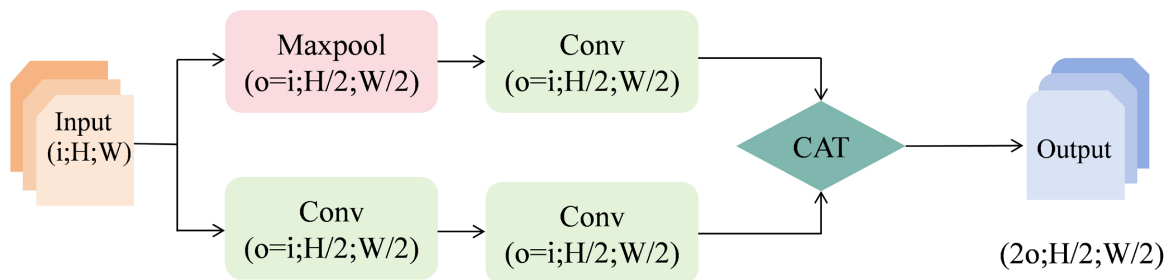 Input
(i;H;W)
Maxpool
(o=i;H/2;W/2)
Conv
(o=i;H/2;W/2)
Conv
(o=i;H/2;W/2)
Conv
(o=i;H/2;W/2)
CAT
Output
(2o;H/2;W/2)